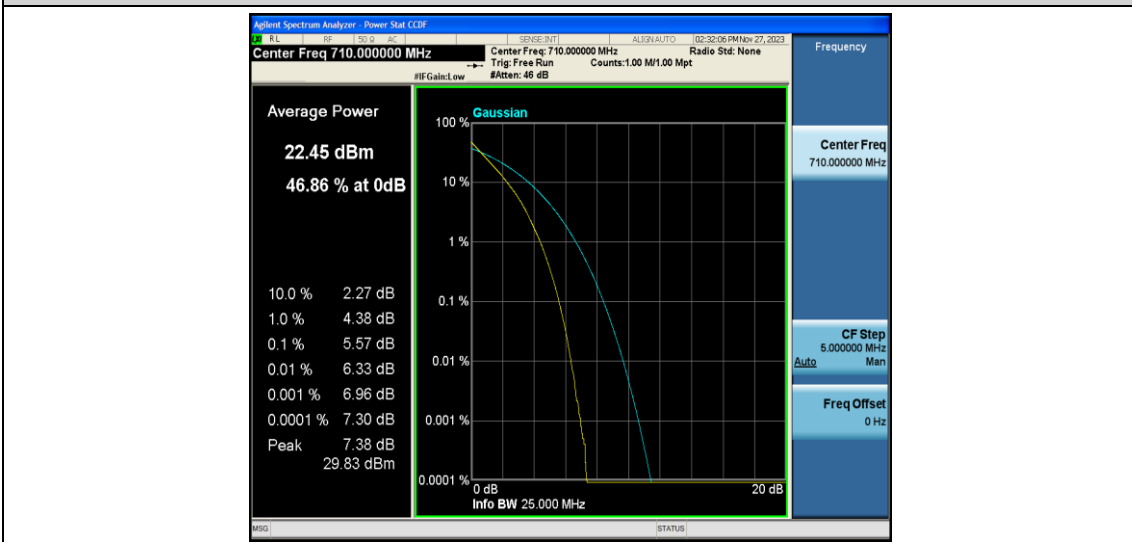 Agilent Spectrum Analyzer - Power Stat CCDF
RL RF 50 Ω AC SENSE:INT ALIGN AUTO 02:32:06 PM Nov 27, 2023
Center Freq 710.000000 MHz
Center Freq: 710.000000 MHz Radio Std: None
Trig: Free Run Counts:1.00 M/1.00 Mpt
#IFGain:Low #Atten: 46 dB
Frequency
Average Power
22.45 dBm
46.86 % at 0dB
10.0 % 2.27 dB
1.0 % 4.38 dB
0.1 % 5.57 dB
0.01 % 6.33 dB
0.001 % 6.96 dB
0.0001 % 7.30 dB
Peak 7.38 dB
29.83 dBm
Gaussian
100 %
10 %
1 %
0.1 %
0.01 %
0.001 %
0.0001 %
0 dB 20 dB
Info BW 25.000 MHz
Center Freq
710.000000 MHz
CF Step
5.000000 MHz
Auto Man
Freq Offset
0 Hz
MSG STATUS